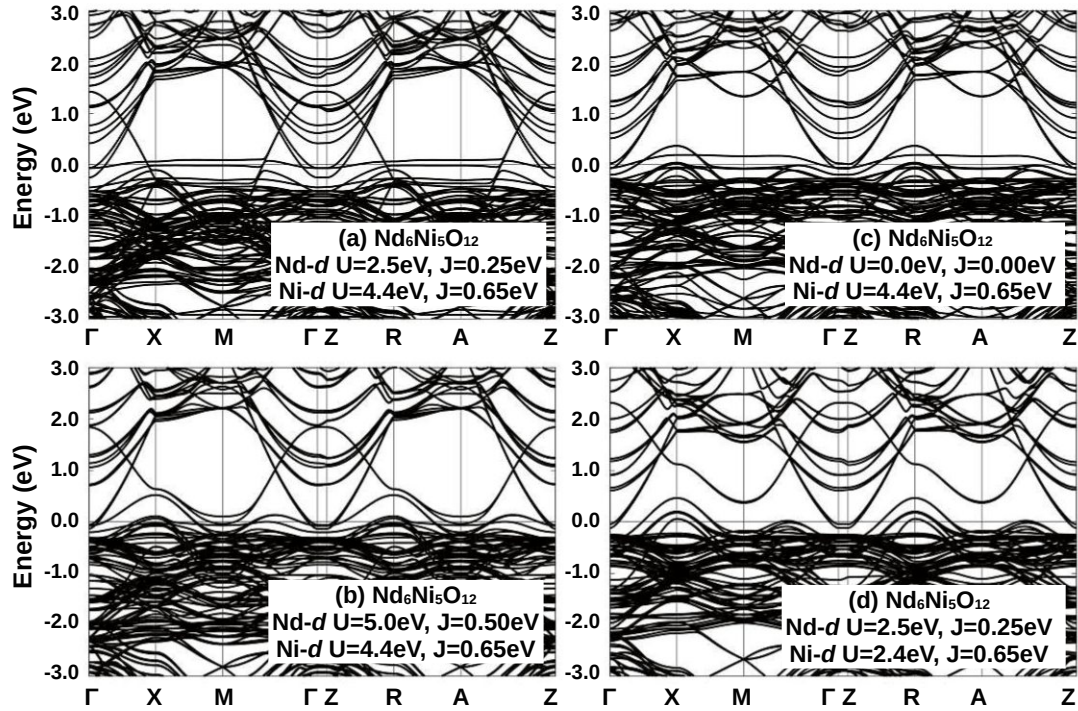 3.0
2.0
1.0
0.0
-1.0
-2.0
-3.0
Energy (eV)
(a) Nd₆Ni₅O₁₂
Nd-d U=2.5eV, J=0.25eV
Ni-d U=4.4eV, J=0.65eV
Γ X M Γ Z R A Z
3.0
2.0
1.0
0.0
-1.0
-2.0
-3.0
(c) Nd₆Ni₅O₁₂
Nd-d U=0.0eV, J=0.00eV
Ni-d U=4.4eV, J=0.65eV
Γ X M Γ Z R A Z
3.0
2.0
1.0
0.0
-1.0
-2.0
-3.0
Energy (eV)
(b) Nd₆Ni₅O₁₂
Nd-d U=5.0eV, J=0.50eV
Ni-d U=4.4eV, J=0.65eV
Γ X M Γ Z R A Z
3.0
2.0
1.0
0.0
-1.0
-2.0
-3.0
(d) Nd₆Ni₅O₁₂
Nd-d U=2.5eV, J=0.25eV
Ni-d U=2.4eV, J=0.65eV
Γ X M Γ Z R A Z